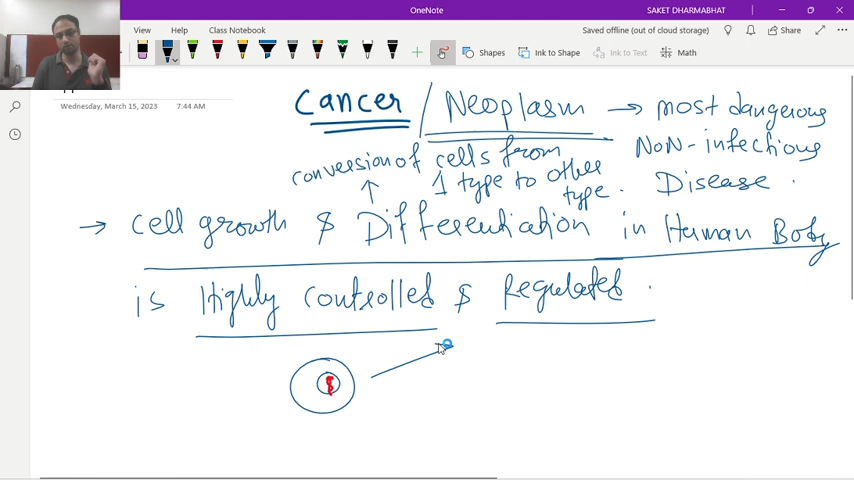 OneNote
SAKET DHARMABHAT
View Help Class Notebook
Saved offline (out of cloud storage)
Share
Shapes
Ink to Shape
Ink to Text
Math
Wednesday, March 15, 2023 7:44 AM
Cancer / Neoplasm → most dangerous
Non-infectious
Disease.
conversion of cells from
1 type to other
type.
→ cell growth & Differentiation in Human Body
is Highly controlled & Regulated.